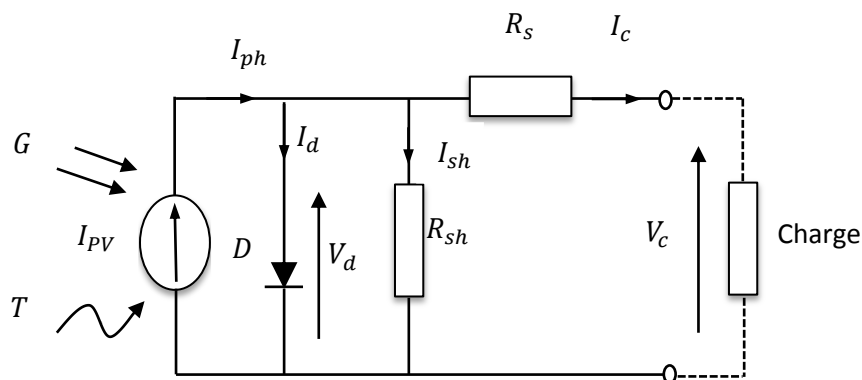 R_s
I_c
I_ph
G
I_d
I_sh
I_PV
D
V_d
R_sh
V_c
Charge
T